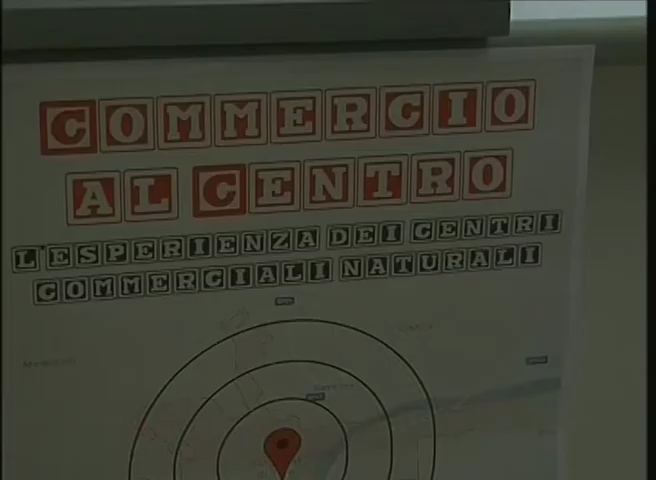 COMMERCIO
AL CENTRO
L'ESPERIENZA DEI CENTRI
COMMERCIALI NATURALI